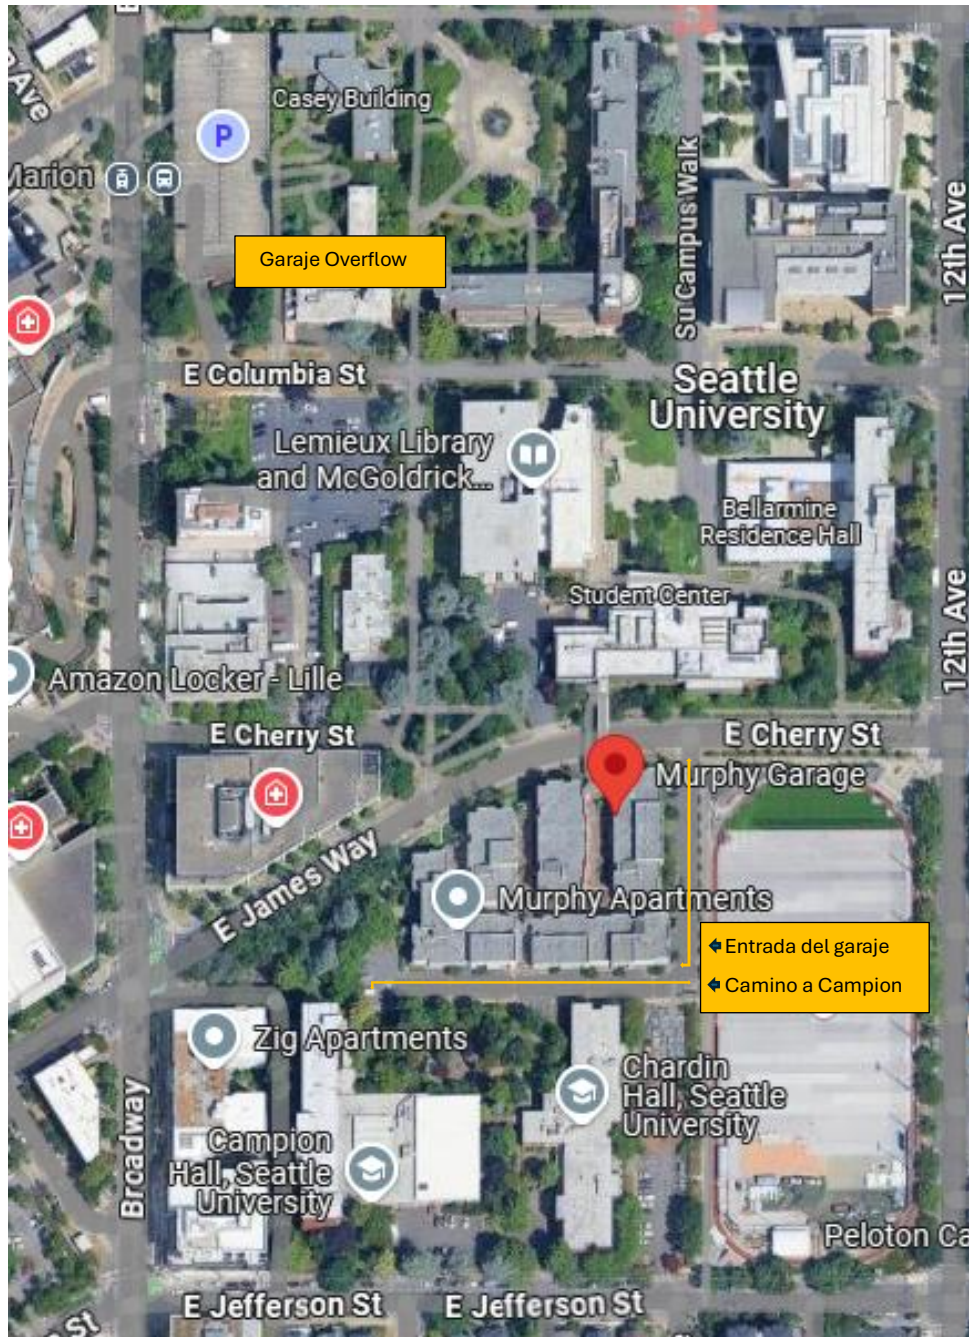 Ave
Casey Building
P
Marion
Su Campus Walk
12th Ave
Garaje Overflow
E Columbia St
Seattle
University
Lemieux Library
and McGoldrick...
Bellarmine
Residence Hall
Student Center
12th Ave
Amazon Locker - Lille
E Cherry St
E Cherry St
Murphy Garage
E James Way
Murphy Apartments
Entrada del garaje
Camino a Campion
Zig Apartments
Chardin
Hall, Seattle
University
Broadway
Campion
Hall, Seattle
University
Peloton Ca
E Jefferson St
E Jefferson St
St